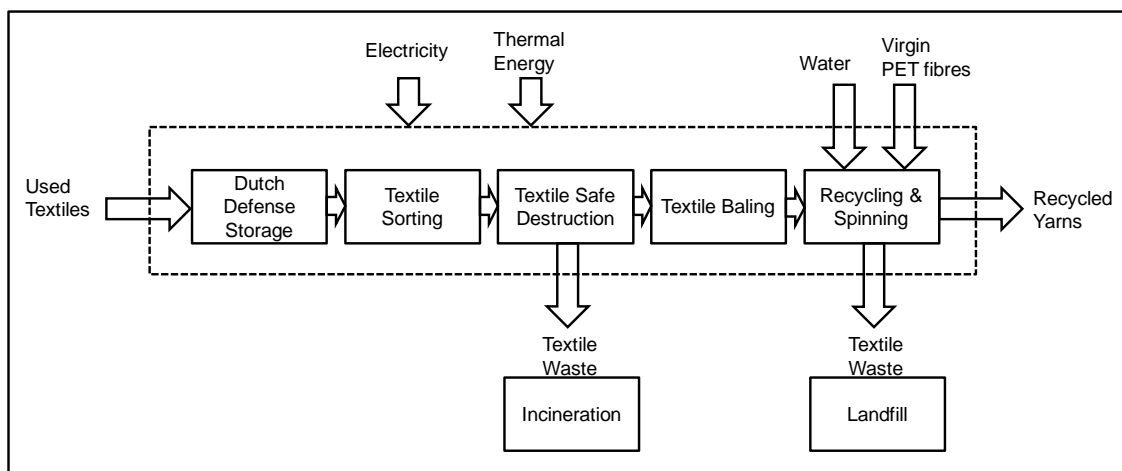 Electricity
Thermal
Energy
Water
Virgin
PET fibres
Used
Textiles
Dutch
Defense
Storage
Textile
Sorting
Textile Safe
Destruction
Textile Baling
Recycling &
Spinning
Recycled
Yarns
Textile
Waste
Incineration
Textile
Waste
Landfill